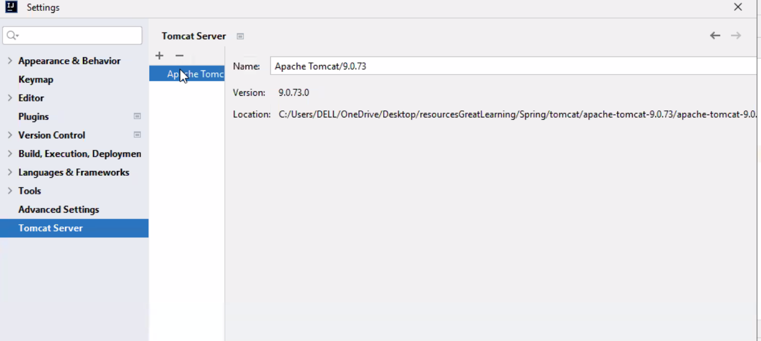 IJ Settings
Appearance & Behavior
Keymap
Editor
Plugins
Version Control
Build, Execution, Deploymen
Languages & Frameworks
Tools
Advanced Settings
Tomcat Server
Tomcat Server
Apache Tomc
Name: Apache Tomcat/9.0.73
Version: 9.0.73.0
Location: C:/Users/DELL/OneDrive/Desktop/resourcesGreatLearning/Spring/tomcat/apache-tomcat-9.0.73/apache-tomcat-9.0.